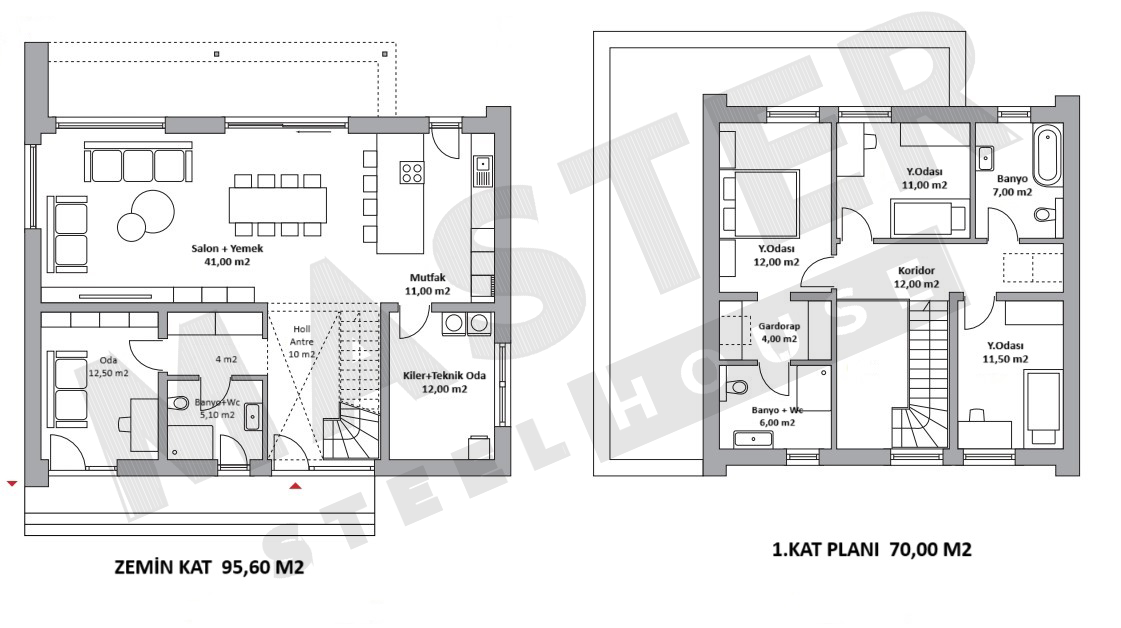 Salon + Yemek
41,00 m2
Mutfak
11,00 m2
Oda
12,50 m2
4 m2
Holl
Antre
10 m2
Banyo+Wc
5,10 m2
Kiler+Teknik Oda
12,00 m2
ZEMİN KAT 95,60 M2
Y.Odası
11,00 m2
Banyo
7,00 m2
Y.Odası
12,00 m2
Koridor
12,00 m2
Gardorap
4,00 m2
Y.Odası
11,50 m2
Banyo + Wc
6,00 m2
1.KAT PLANI 70,00 M2
MASTER
STEEL HOUSE